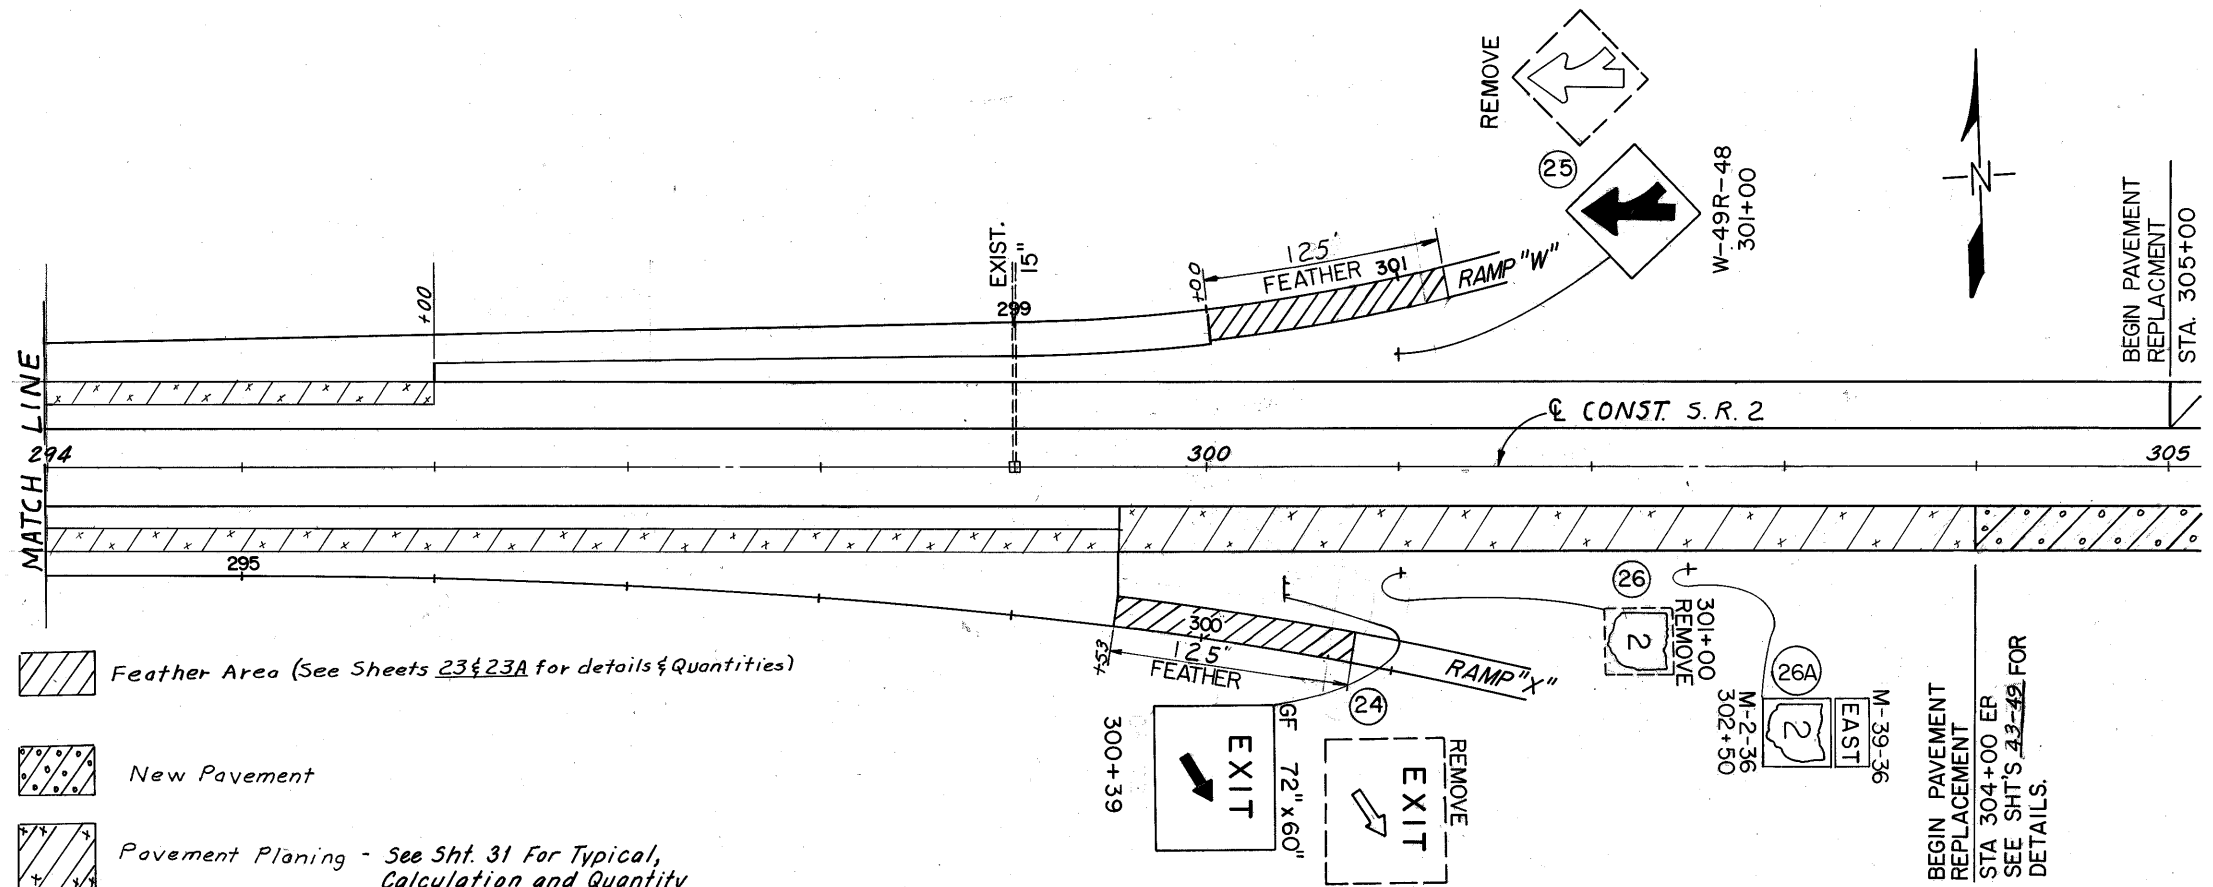 REMOVE
25
W-49R-48
301+00
N
BEGIN PAVEMENT
REPLACMENT
STA. 305+00
+00
EXIST.
15"
299
+00
125'
FEATHER 301
RAMP "W"
MATCH LINE
℄ CONST. S.R. 2
294
300
305
295
300
+53
125'
FEATHER
RAMP "X"
24
26
2
301+00
REMOVE
26A
2
EAST
M-39-36
M-2-36
302+50
EXIT
GF 72"x60"
300+39
EXIT
REMOVE
BEGIN PAVEMENT
REPLACEMENT
STA 304+00 ER
SEE SHT'S 43-49 FOR
DETAILS.
Feather Area (See Sheets 23&23A for details & Quantities)
New Pavement
Pavement Planing - See Sht. 31 For Typical,
Calculation and Quantity